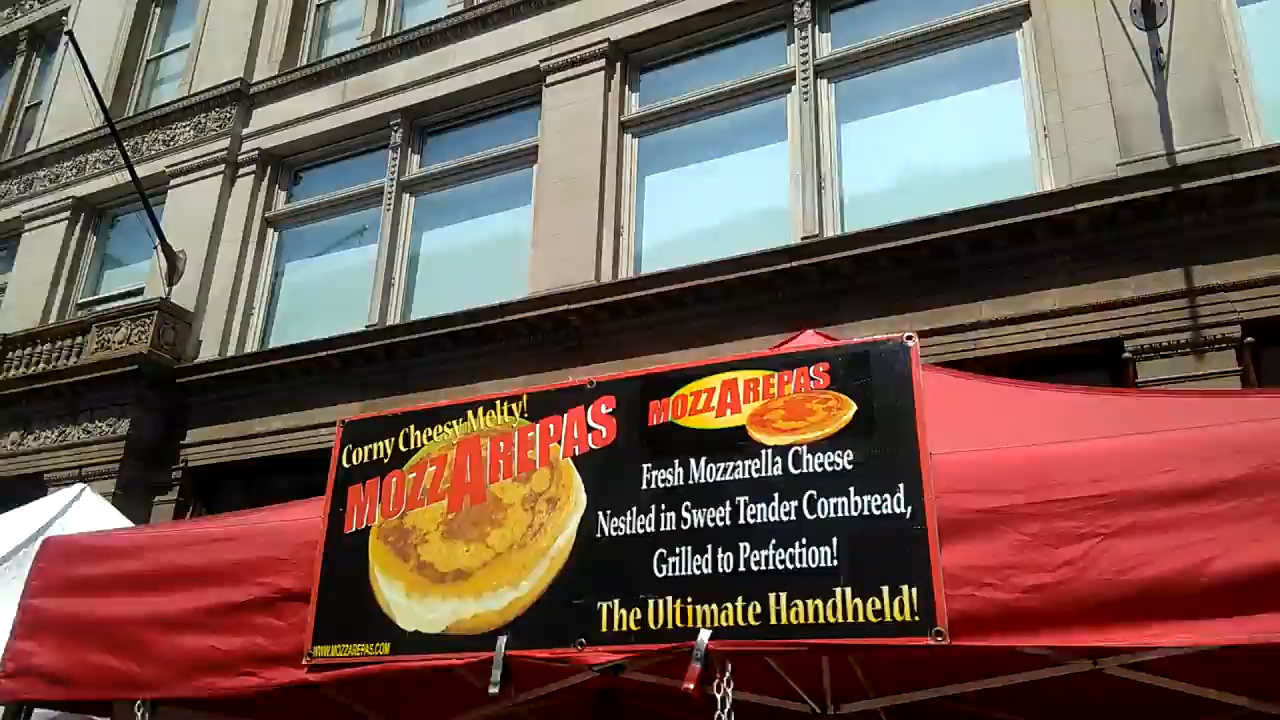 Corny Cheesy Melty!
MOZZAREPAS
WWW.MOZZAREPAS.COM
MOZZAREPAS
Fresh Mozzarella Cheese
Nestled in Sweet Tender Cornbread,
Grilled to Perfection!
The Ultimate Handheld!